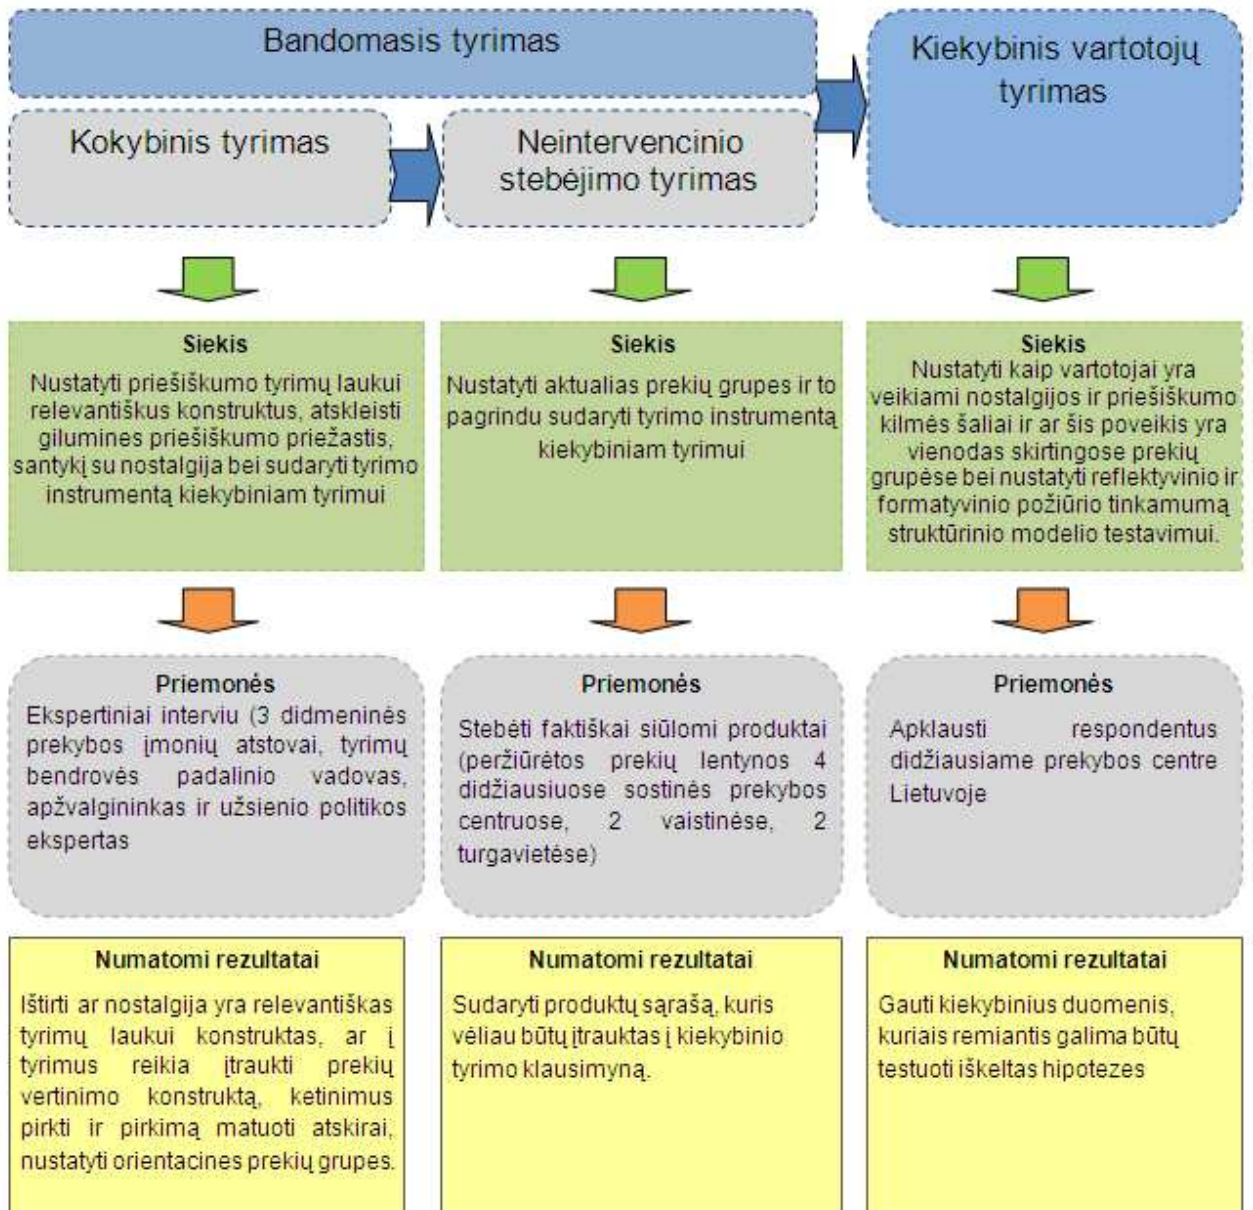 Bandomasis tyrimas
Kiekybinis vartotojų
tyrimas
Kokybinis tyrimas
Neintervencinio
stebėjimo tyrimas
Siekis
Nustatyti priešiškumo tyrimų laukui
relevantiškus konstruktus, atskleisti
gilumines priešiškumo priežastis,
santykį su nostalgija bei sudaryti tyrimo
instrumentą kiekybiniam tyrimui
Siekis
Nustatyti aktualias prekių grupes ir to
pagrindu sudaryti tyrimo instrumentą
kiekybiniam tyrimui
Siekis
Nustatyti kaip vartotojai yra
veikiami nostalgijos ir priešiškumo
kilmės šaliai ir ar šis poveikis yra
vienodas skirtingose prekių
grupėse bei nustatyti reflektyvinio ir
formatyvinio požiūrio tinkamumą
struktūrinio modelio testavimui.
Priemonės
Ekspertiniai interviu (3 didmeninės
prekybos įmonių atstovai, tyrimų
bendrovės padalinio vadovas,
apžvalgininkas ir užsienio politikos
ekspertas
Priemonės
Stebėti faktiškai siūlomi produktai
(peržiūrėtos prekių lentynos 4
didžiausiuose sostinės prekybos
centruose, 2 vaistinėse, 2
turgavietėse)
Priemonės
Apklausti respondentus
didžiausiame prekybos centre
Lietuvoje
Numatomi rezultatai
Ištirti ar nostalgija yra relevantiškas
tyrimų laukui konstruktas, ar į
tyrimus reikia įtraukti prekių
vertinimo konstruktą, ketinimus
pirkti ir pirkimą matuoti atskirai,
nustatyti orientacines prekių grupes.
Numatomi rezultatai
Sudaryti produktų sąrašą, kuris
vėliau būtų įtrauktas į kiekybinio
tyrimo klausimyną.
Numatomi rezultatai
Gauti kiekybinius duomenis,
kuriais remiantis galima būtų
testuoti iškeltas hipotezes